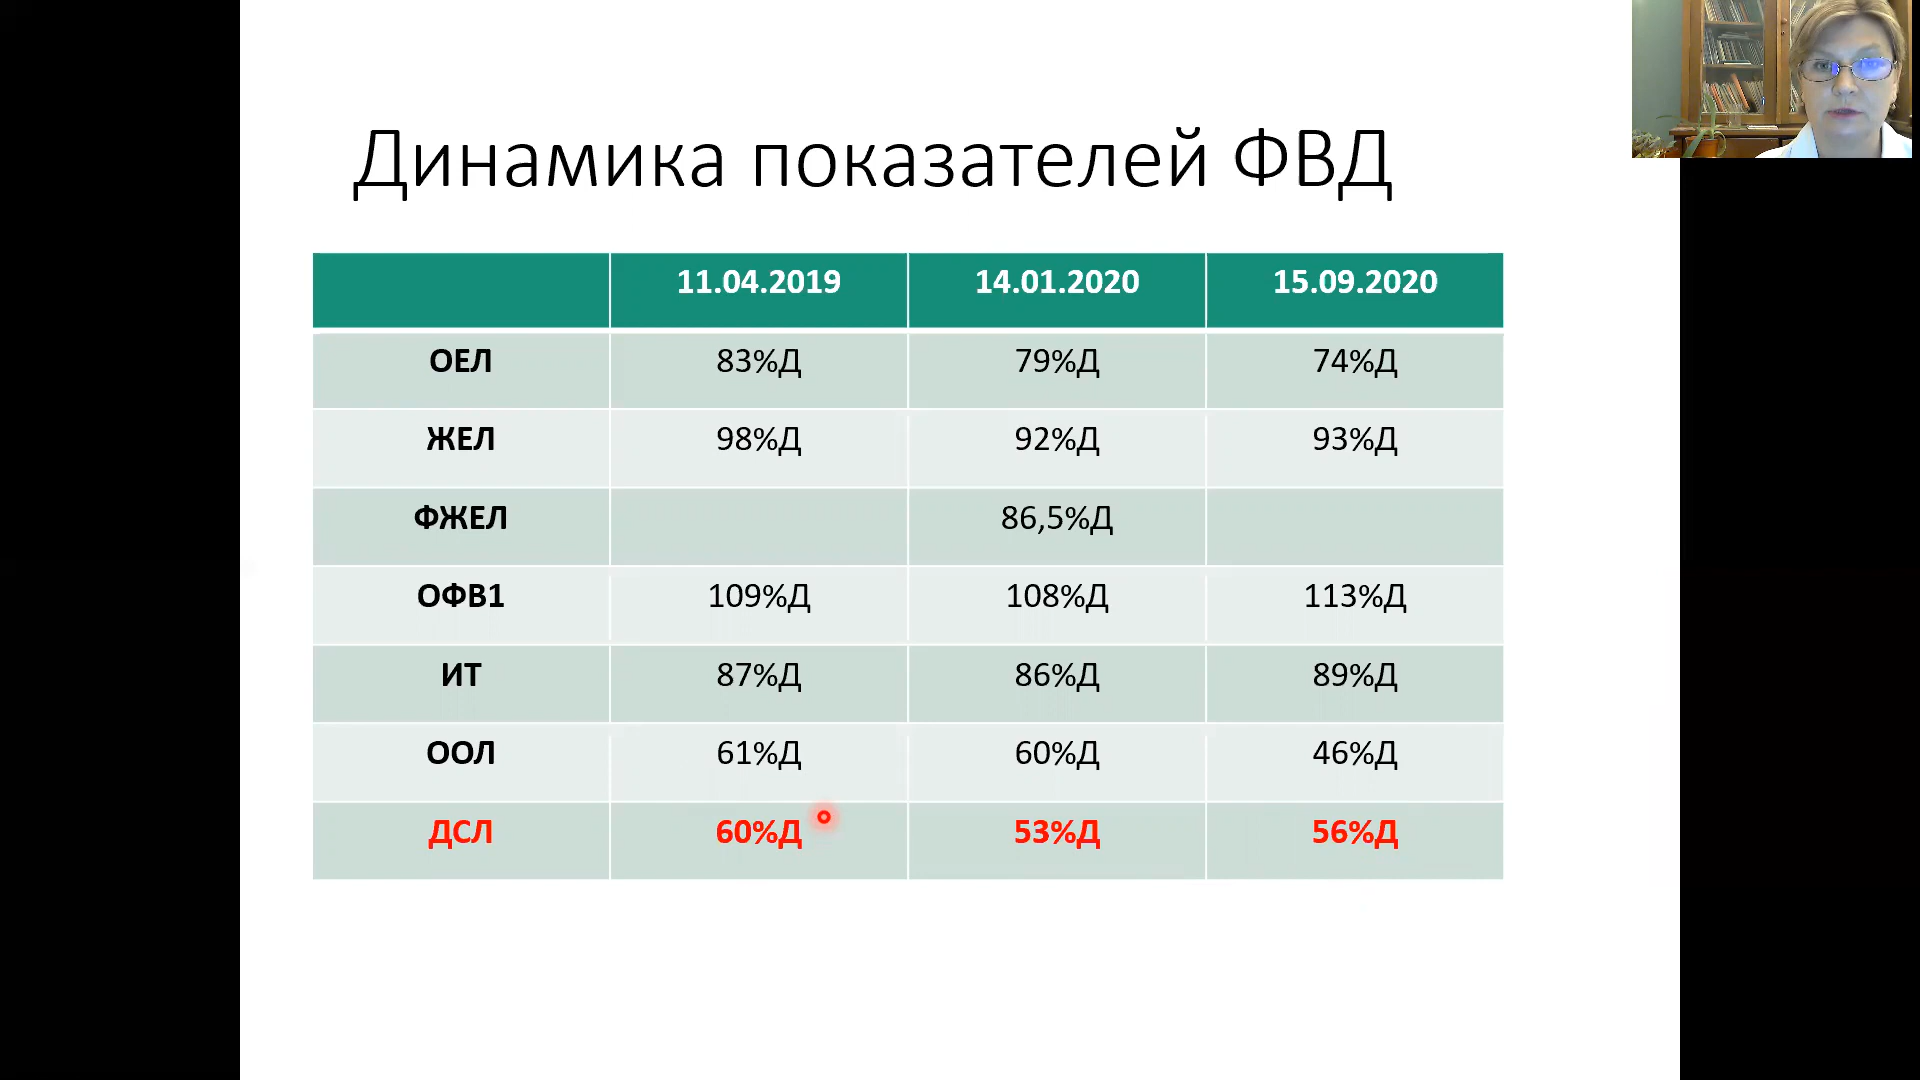 Динамика показателей ФВД
11.04.2019 14.01.2020 15.09.2020
ОЕЛ 83%Д 79%Д 74%Д
ЖЕЛ 98%Д 92%Д 93%Д
ФЖЕЛ 86,5%Д
ОФВ1 109%Д 108%Д 113%Д
ИТ 87%Д 86%Д 89%Д
ООЛ 61%Д 60%Д 46%Д
ДСЛ 60%Д 53%Д 56%Д